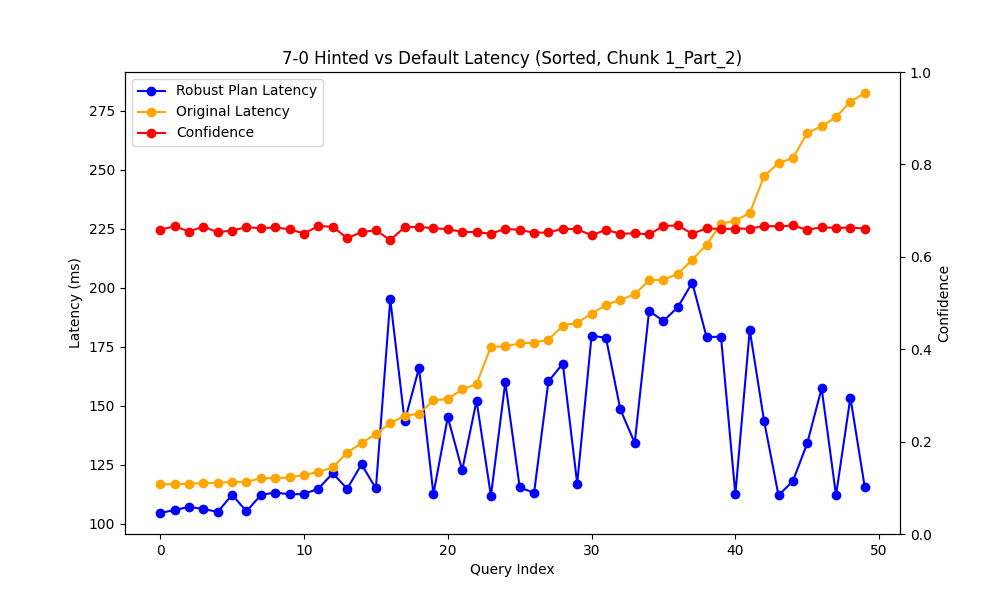 7-0 Hinted vs Default Latency (Sorted, Chunk 1_Part_2)
Robust Plan Latency
Original Latency
Confidence
Latency (ms)
275
250
225
200
175
150
125
100
1.0
0.8
0.6
0.4
0.2
0.0
Confidence
0 10 20 30 40 50
Query Index